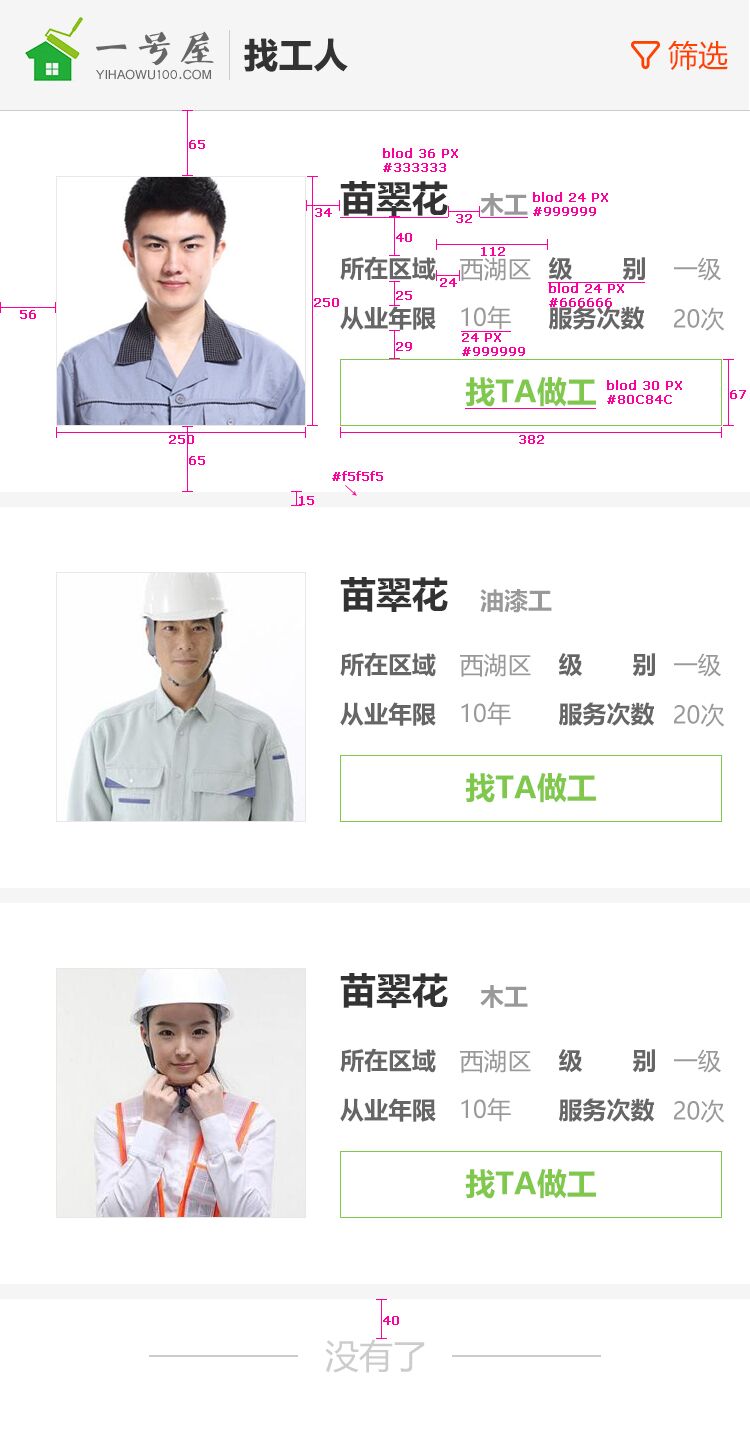 一号屋
YIHAOWU100.COM
找工人
筛选
65
blod 36 PX
#333333
苗翠花 木工
blod 24 PX
#999999
34
32
40
112
所在区域 西湖区 级 别 一级
24
blod 24 PX
#666666
25
250
56
从业年限 10年 服务次数 20次
24 PX
#999999
29
找TA做工
blod 30 PX
#80C84C
67
250
382
65
#f5f5f5
15
苗翠花 油漆工
所在区域 西湖区 级 别 一级
从业年限 10年 服务次数 20次
找TA做工
苗翠花 木工
所在区域 西湖区 级 别 一级
从业年限 10年 服务次数 20次
找TA做工
40
没有了